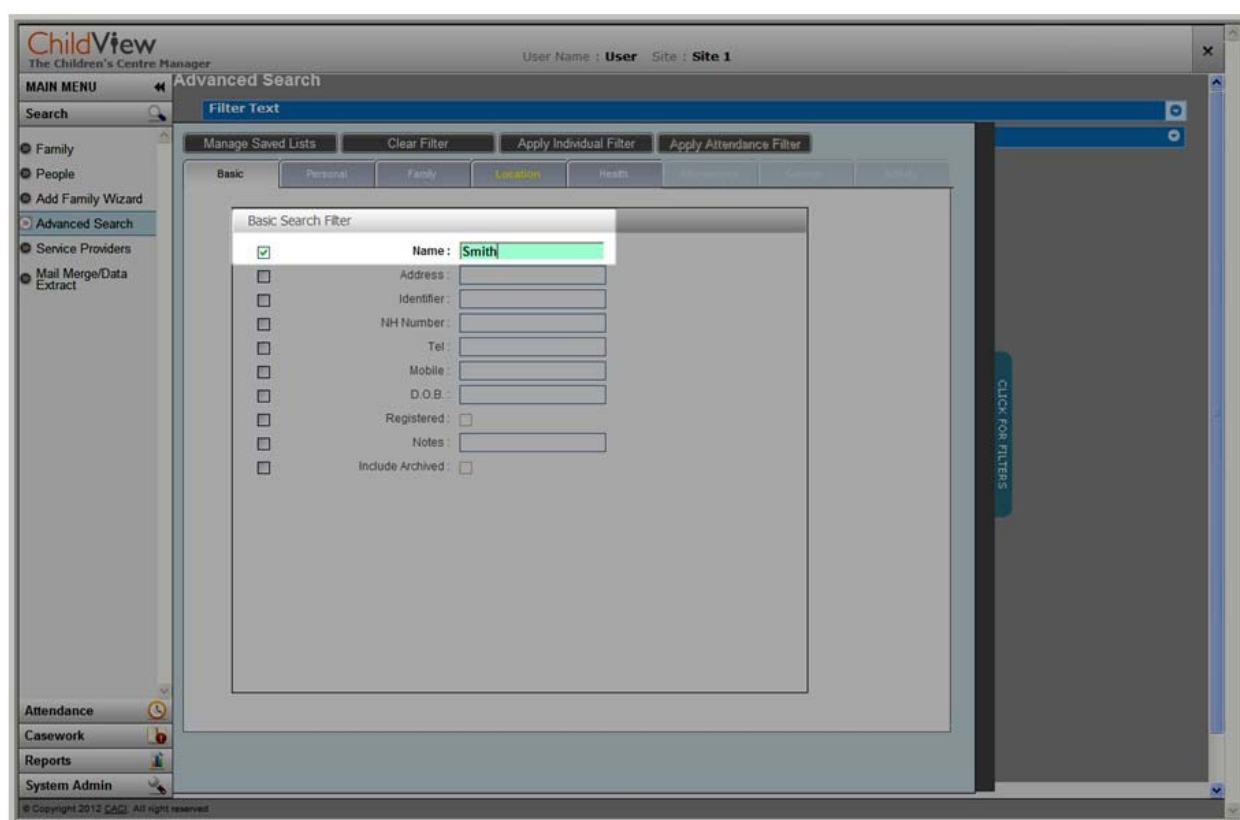 ChildView
The Children's Centre Manager
User Name : User Site : Site 1
MAIN MENU
Advanced Search
Search
Filter Text
Family
People
Add Family Wizard
Advanced Search
Service Providers
Mail Merge/Data
Extract
Manage Saved Lists Clear Filter Apply Individual Filter Apply Attendance Filter
Basic Personal Family Location Health
Basic Search Filter
Name : Smith
Address :
Identifier :
NH Number :
Tel :
Mobile :
D.O.B. :
Registered :
Notes :
Include Archived :
CLICK FOR FILTERS
Attendance
Casework
Reports
System Admin
© Copyright 2012 CACI. All right reserved